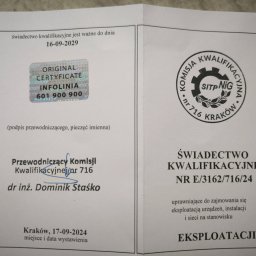 Świadectwo kwalifikacyjne jest ważne do dnia
16-09-2029
ORIGINAL
CERTIFICATE
INFOLINIA
601 900 900
(podpis przewodniczącego, pieczęć imienna)
Przewodniczący Komisji
Kwalifikacyjnej nr 716
dr inż. Dominik Staśko
Kraków, 17-09-2024
miejsce i data wystawienia
KOMISJA KWALIFIKACYJNA
SITPNiG
nr 716 KRAKÓW
ŚWIADECTWO
KWALIFIKACYJNE
NR E/3162/716/24
uprawniające do zajmowania się
eksploatacją urządzeń, instalacji
i sieci na stanowisku
EKSPLOATACJI